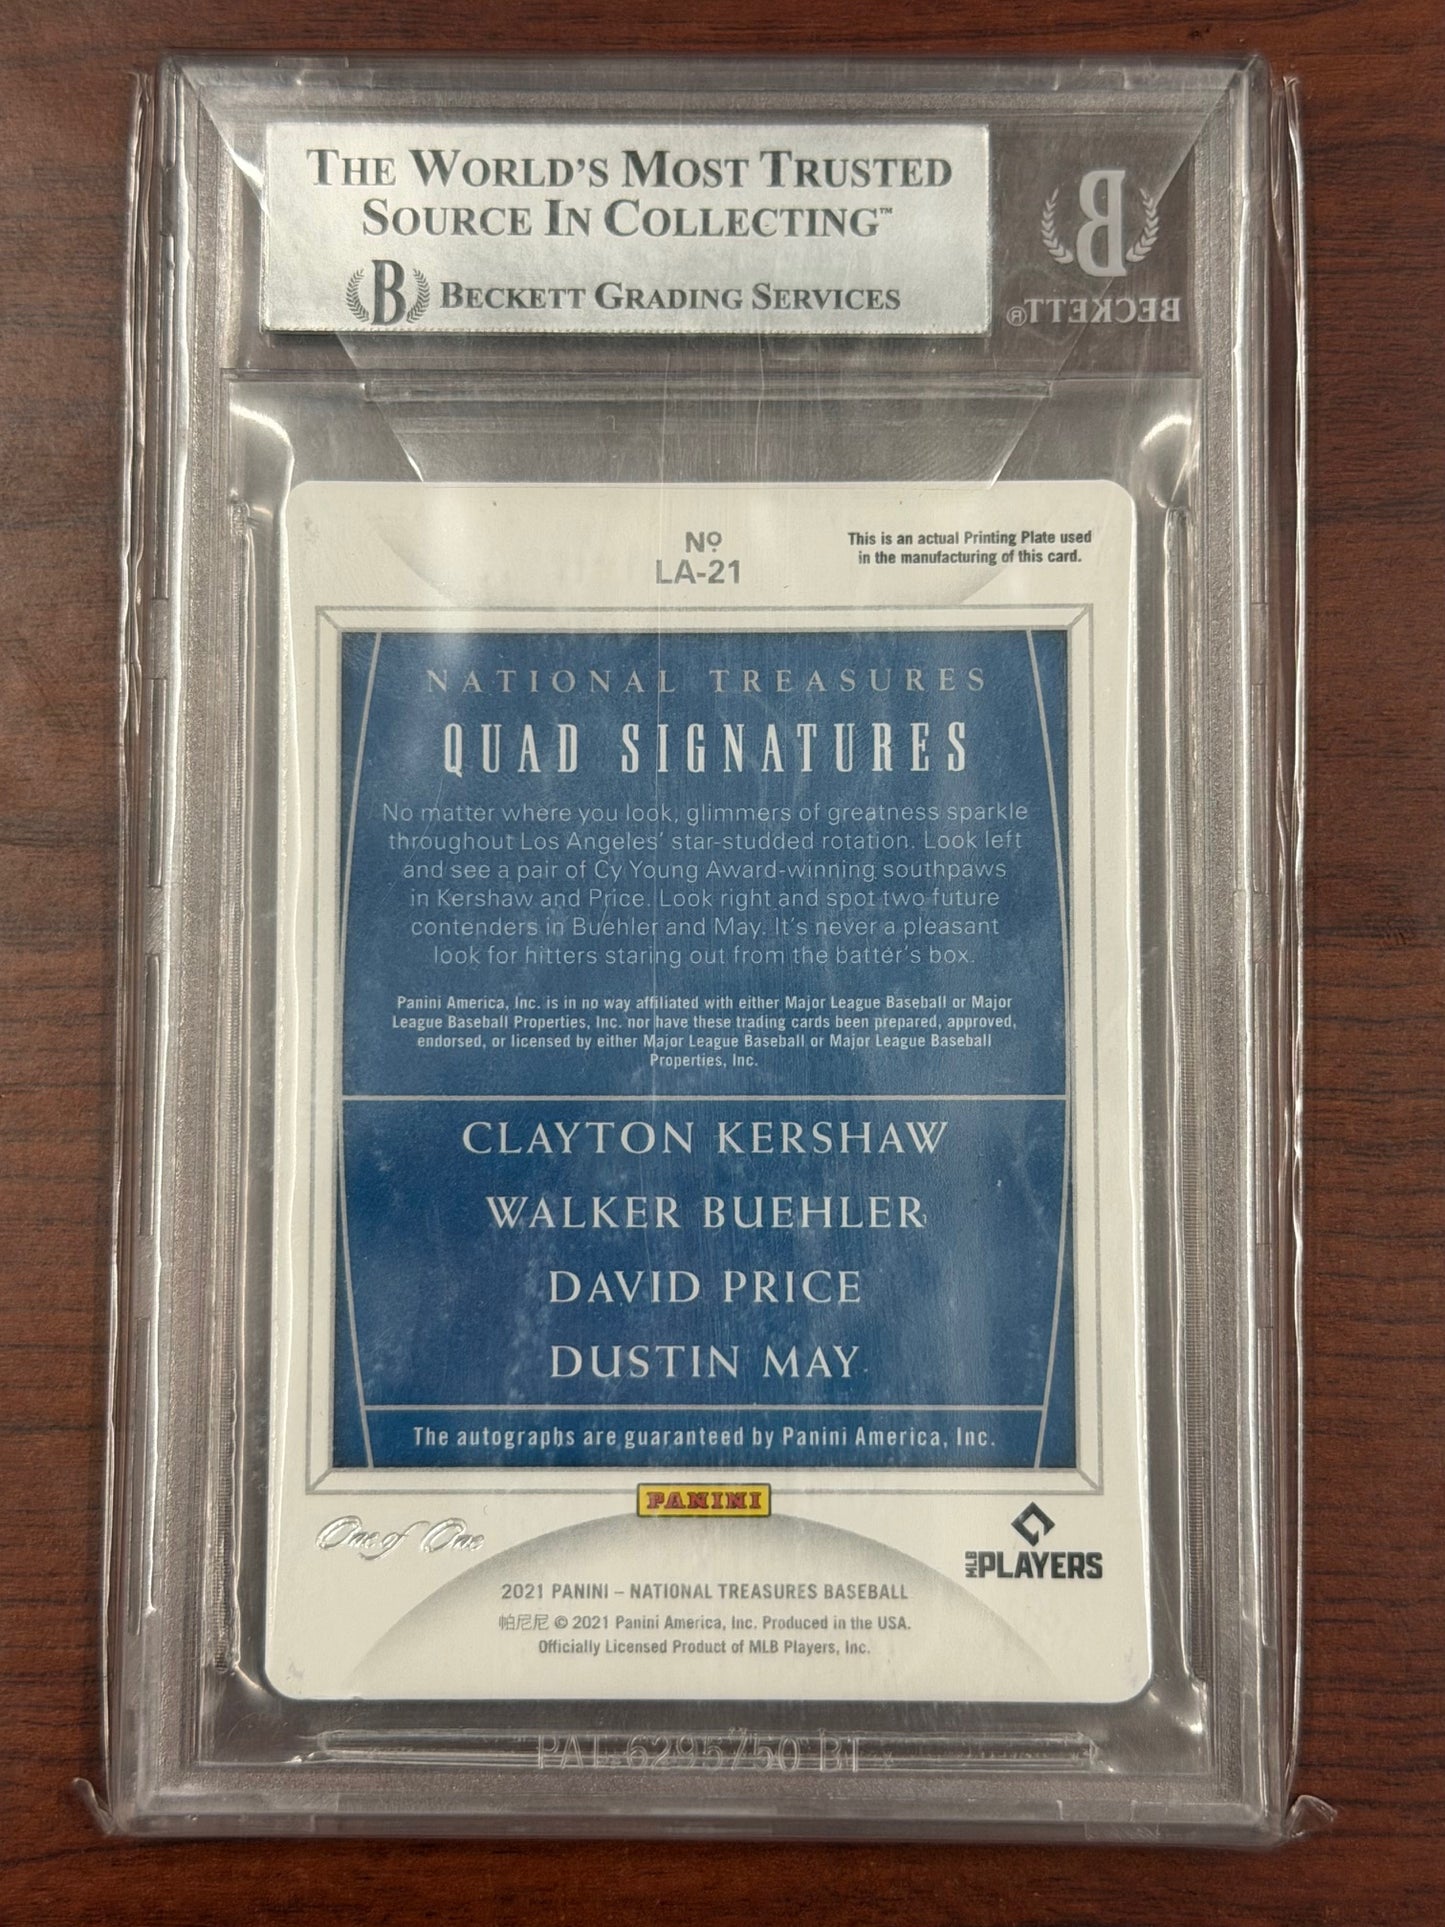 THE WORLD'S MOST TRUSTED
SOURCE IN COLLECTING™
B BECKETT GRADING SERVICES
B
BECKETT®
Nº
LA-21
This is an actual Printing Plate used
in the manufacturing of this card.
NATIONAL TREASURES
QUAD SIGNATURES
No matter where you look, glimmers of greatness sparkle
throughout Los Angeles' star-studded rotation. Look left
and see a pair of Cy Young Award-winning southpaws
in Kershaw and Price. Look right and spot two future
contenders in Buehler and May. It's never a pleasant
look for hitters staring out from the batter's box.
Panini America, Inc. is in no way affiliated with either Major League Baseball or Major
League Baseball Properties, Inc. nor have these trading cards been prepared, approved,
endorsed, or licensed by either Major League Baseball or Major League Baseball
Properties, Inc.
CLAYTON KERSHAW
WALKER BUEHLER
DAVID PRICE
DUSTIN MAY
The autographs are guaranteed by Panini America, Inc.
PANINI
One of One
MLB PLAYERS
2021 PANINI – NATIONAL TREASURES BASEBALL
帕尼尼 © 2021 Panini America, Inc. Produced in the USA.
Officially Licensed Product of MLB Players, Inc.
PAT. 6295750 B1